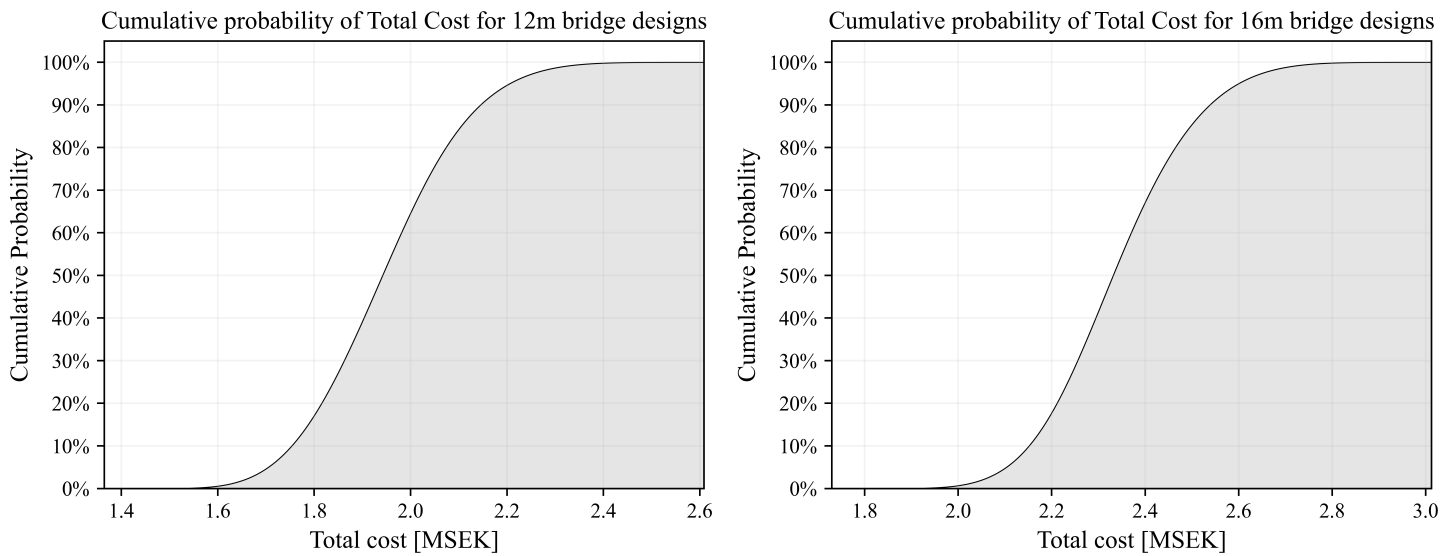 Cumulative probability of Total Cost for 12m bridge designs
Cumulative Probability
100%
90%
80%
70%
60%
50%
40%
30%
20%
10%
0%
1.4 1.6 1.8 2.0 2.2 2.4 2.6
Total cost [MSEK]
Cumulative probability of Total Cost for 16m bridge designs
Cumulative Probability
100%
90%
80%
70%
60%
50%
40%
30%
20%
10%
0%
1.8 2.0 2.2 2.4 2.6 2.8 3.0
Total cost [MSEK]